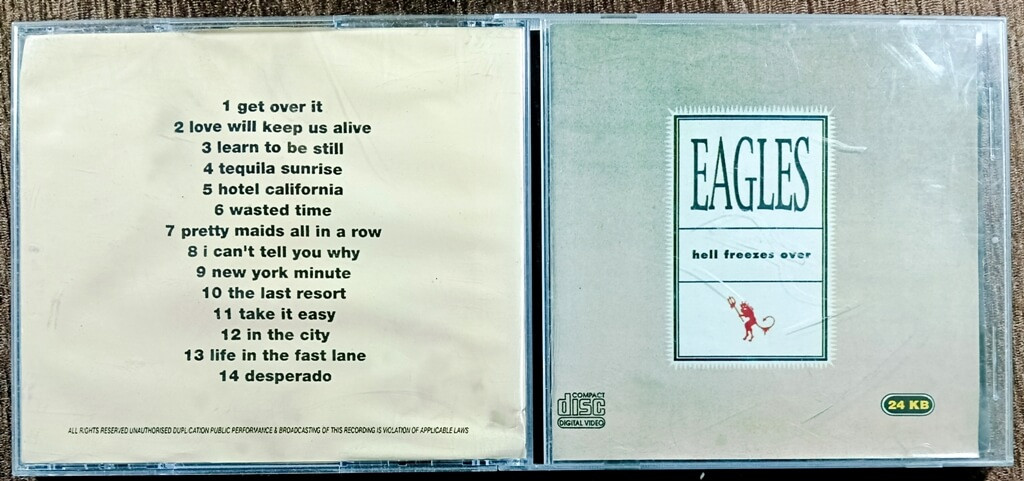 1 get over it
2 love will keep us alive
3 learn to be still
4 tequila sunrise
5 hotel california
6 wasted time
7 pretty maids all in a row
8 i can't tell you why
9 new york minute
10 the last resort
11 take it easy
12 in the city
13 life in the fast lane
14 desperado
ALL RIGHTS RESERVED UNAUTHORISED DUPLICATION PUBLIC PERFORMANCE & BROADCASTING OF THIS RECORDING IS VIOLATION OF APPLICABLE LAWS
EAGLES
hell freezes over
COMPACT
disc
DIGITAL VIDEO
24 KB